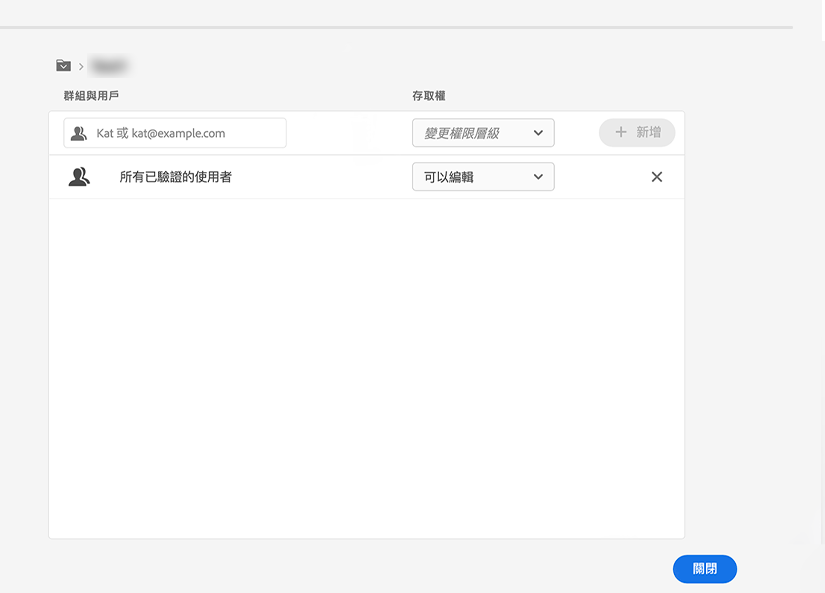 群組與用戶 存取權
Kat 或 kat@example.com 變更權限層級 新增
所有已驗證的使用者 可以編輯
關閉